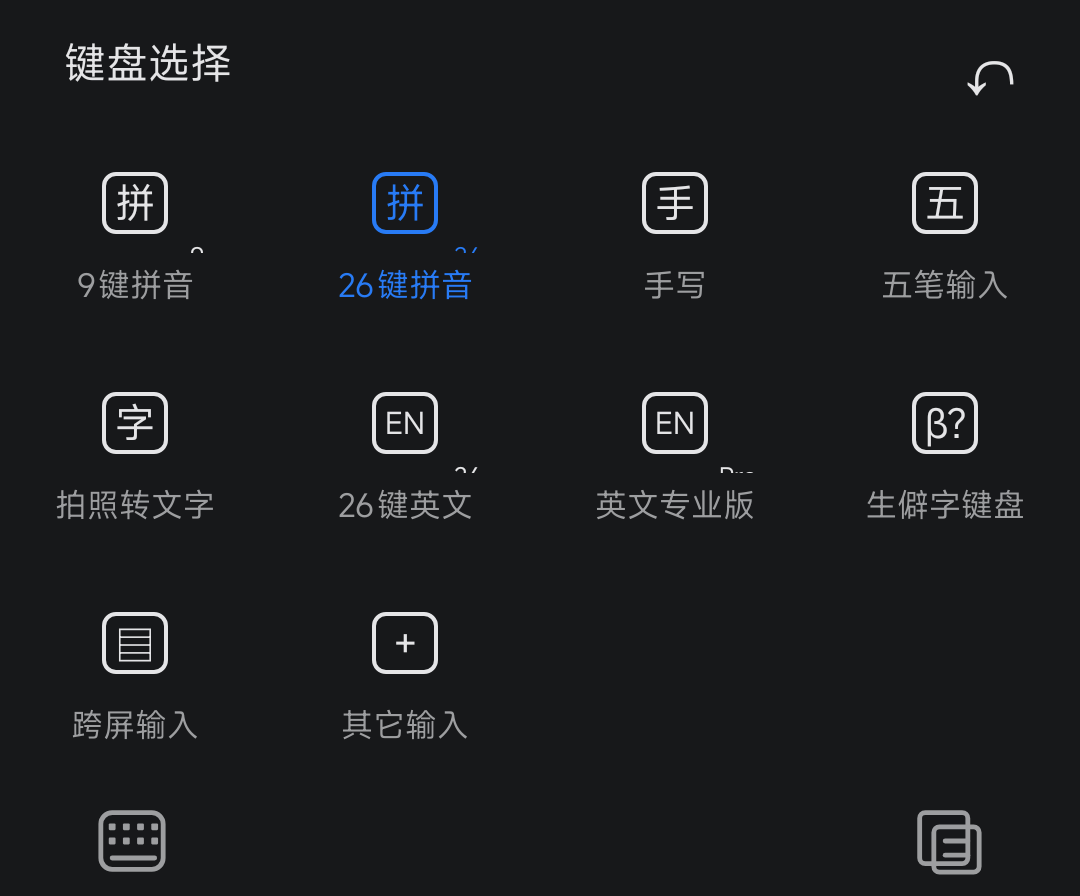 键盘选择
拼 拼 手 五
9键拼音 26键拼音 手写 五笔输入
字 EN EN β?
拍照转文字 26键英文 英文专业版 生僻字键盘
+
跨屏输入 其它输入